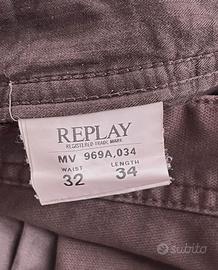 REPLAY
REGISTERED TRADE MARK
MV 969A,034
WAIST LENGTH
32 34
subito